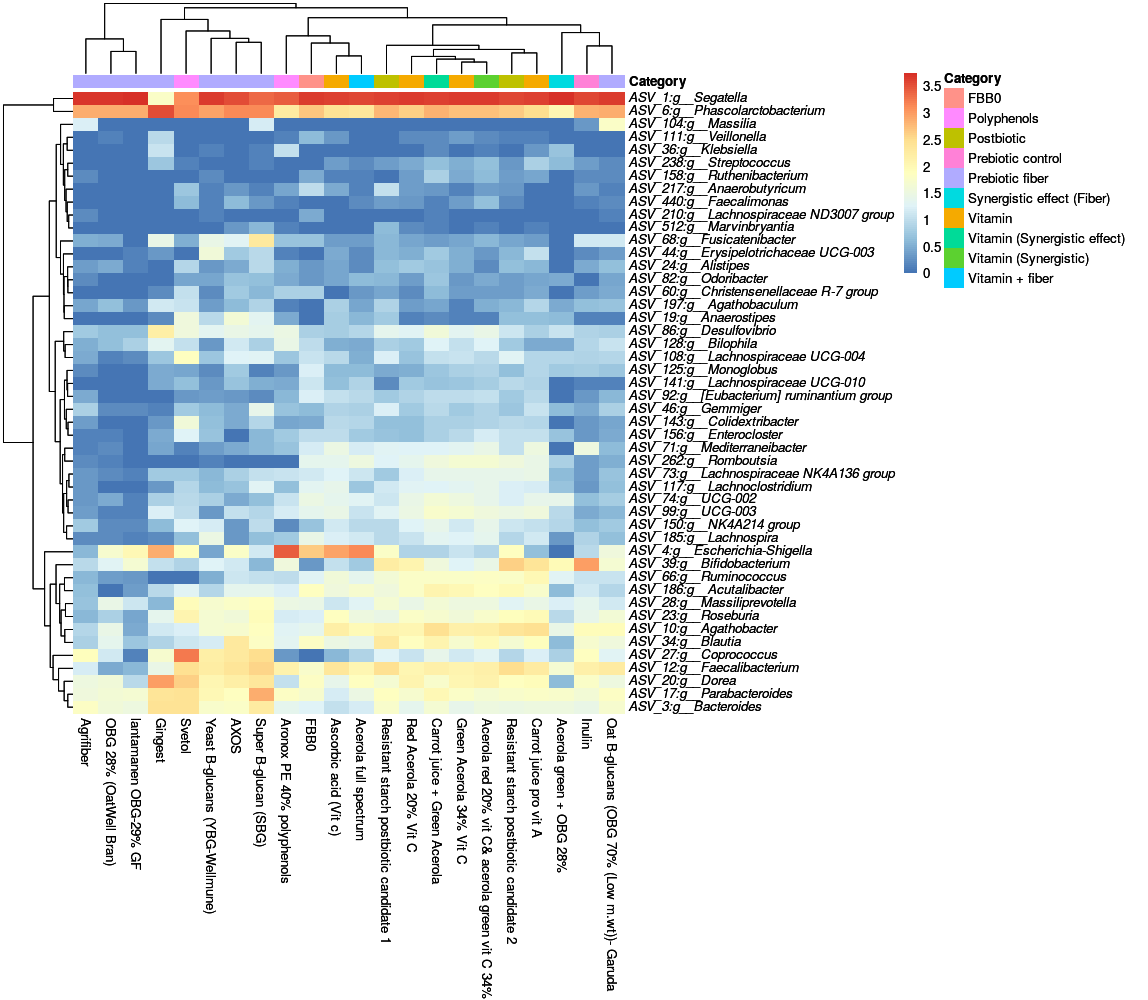 Category
ASV_1:g__Segatella
ASV_6:g__Phascolarctobacterium
ASV_104:g__Massilia
ASV_111:g__Veillonella
ASV_36:g__Klebsiella
ASV_238:g__Streptococcus
ASV_158:g__Ruthenibacterium
ASV_217:g__Anaerobutyricum
ASV_440:g__Faecalimonas
ASV_210:g__Lachnospiraceae ND3007 group
ASV_512:g__Marvinbryantia
ASV_68:g__Fusicatenibacter
ASV_44:g__Erysipelotrichaceae UCG-003
ASV_24:g__Alistipes
ASV_82:g__Odoribacter
ASV_60:g__Christensenellaceae R-7 group
ASV_197:g__Agathobaculum
ASV_19:g__Anaerostipes
ASV_86:g__Desulfovibrio
ASV_128:g__Bilophila
ASV_108:g__Lachnospiraceae UCG-004
ASV_125:g__Monoglobus
ASV_141:g__Lachnospiraceae UCG-010
ASV_92:g__[Eubacterium] ruminantium group
ASV_46:g__Gemmiger
ASV_143:g__Colidextribacter
ASV_156:g__Enterocloster
ASV_71:g__Mediterraneibacter
ASV_262:g__Romboutsia
ASV_73:g__Lachnospiraceae NK4A136 group
ASV_117:g__Lachnoclostridium
ASV_74:g__UCG-002
ASV_99:g__UCG-003
ASV_150:g__NK4A214 group
ASV_185:g__Lachnospira
ASV_4:g__Escherichia-Shigella
ASV_39:g__Bifidobacterium
ASV_66:g__Ruminococcus
ASV_186:g__Acutalibacter
ASV_28:g__Massiliprevotella
ASV_23:g__Roseburia
ASV_10:g__Agathobacter
ASV_34:g__Blautia
ASV_27:g__Coprococcus
ASV_12:g__Faecalibacterium
ASV_20:g__Dorea
ASV_17:g__Parabacteroides
ASV_3:g__Bacteroides
Agrifiber
OBG 28% (OatWell Bran)
lantamanen OBG-29% GF
Gingest
Svetol
Yeast B-glucans (YBG-Wellmune)
AXOS
Super B-glucan (SBG)
Aronox PE 40% polyphenols
FBB0
Ascorbic acid (Vit c)
Acerola full spectrum
Resistant starch postbiotic candidate 1
Red Acerola 20% Vit C
Carrot juice + Green Acerola
Green Acerola 34% Vit C
Acerola red 20% vit C& acerola green vit C 34%
Resistant starch postbiotic candidate 2
Carrot juice pro vit A
Acerola green + OBG 28%
Inulin
Oat B-glucans (OBG 70% (Low m.wt))- Garuda
3.5
3
2.5
2
1.5
1
0.5
0
Category
FBB0
Polyphenols
Postbiotic
Prebiotic control
Prebiotic fiber
Synergistic effect (Fiber)
Vitamin
Vitamin (Synergistic effect)
Vitamin (Synergistic)
Vitamin + fiber